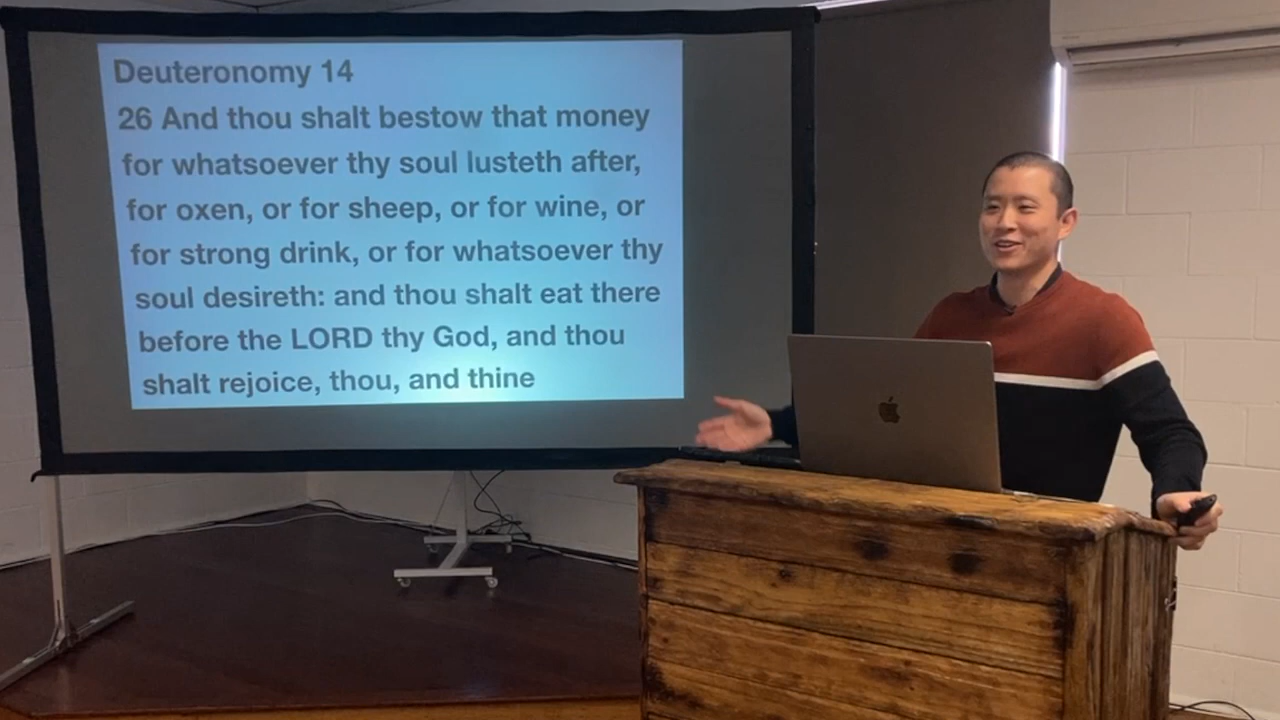 Deuteronomy 14
26 And thou shalt bestow that money
for whatsoever thy soul lusteth after,
for oxen, or for sheep, or for wine, or
for strong drink, or for whatsoever thy
soul desireth: and thou shalt eat there
before the LORD thy God, and thou
shalt rejoice, thou, and thine